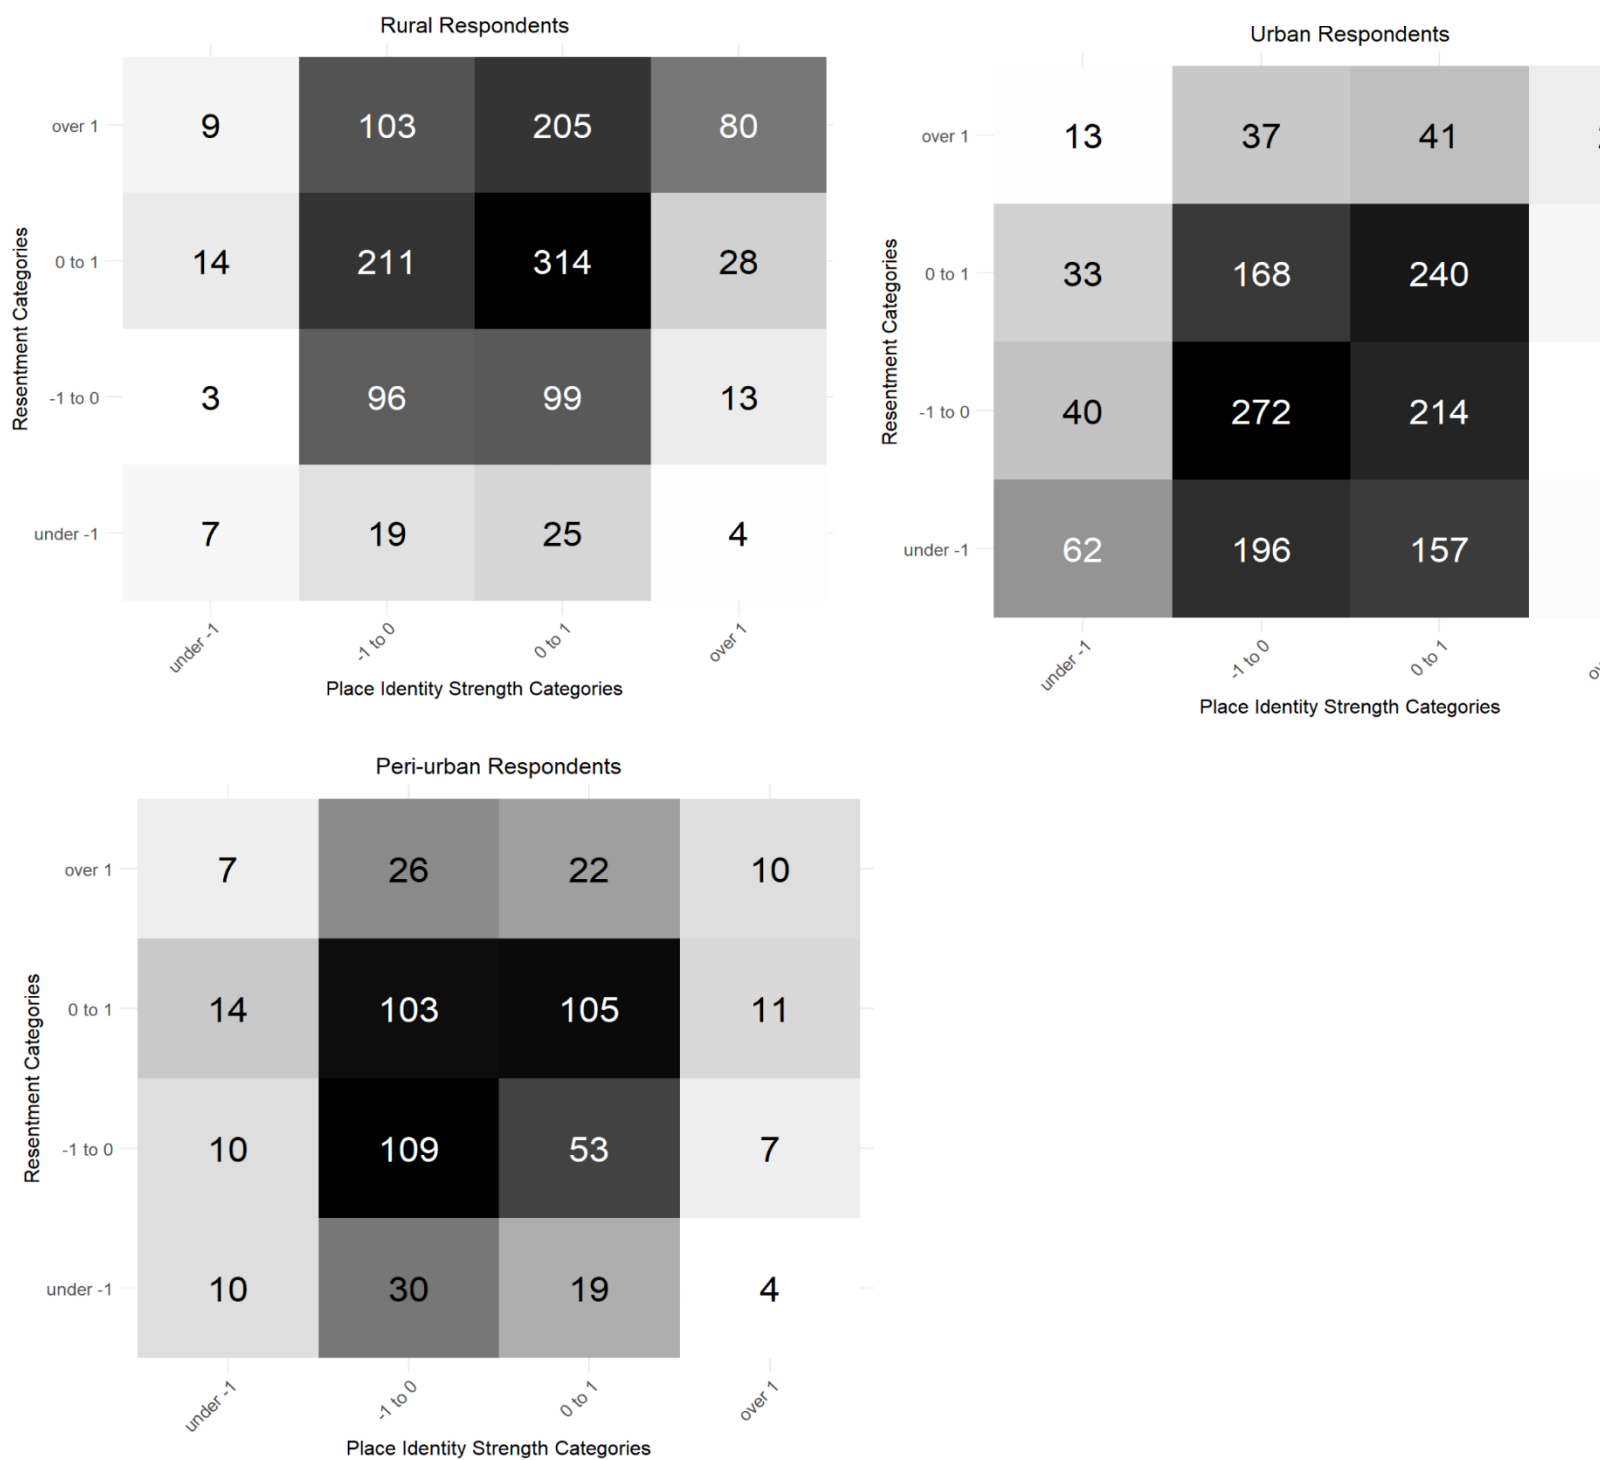 Rural Respondents
Resentment Categories
over 1 9 103 205 80
0 to 1 14 211 314 28
-1 to 0 3 96 99 13
under -1 7 19 25 4
under -1 -1 to 0 0 to 1 over 1
Place Identity Strength Categories
Urban Respondents
Resentment Categories
over 1 13 37 41
0 to 1 33 168 240
-1 to 0 40 272 214
under -1 62 196 157
under -1 -1 to 0 0 to 1
Place Identity Strength Categories
Peri-urban Respondents
Resentment Categories
over 1 7 26 22 10
0 to 1 14 103 105 11
-1 to 0 10 109 53 7
under -1 10 30 19 4
under -1 -1 to 0 0 to 1 over 1
Place Identity Strength Categories